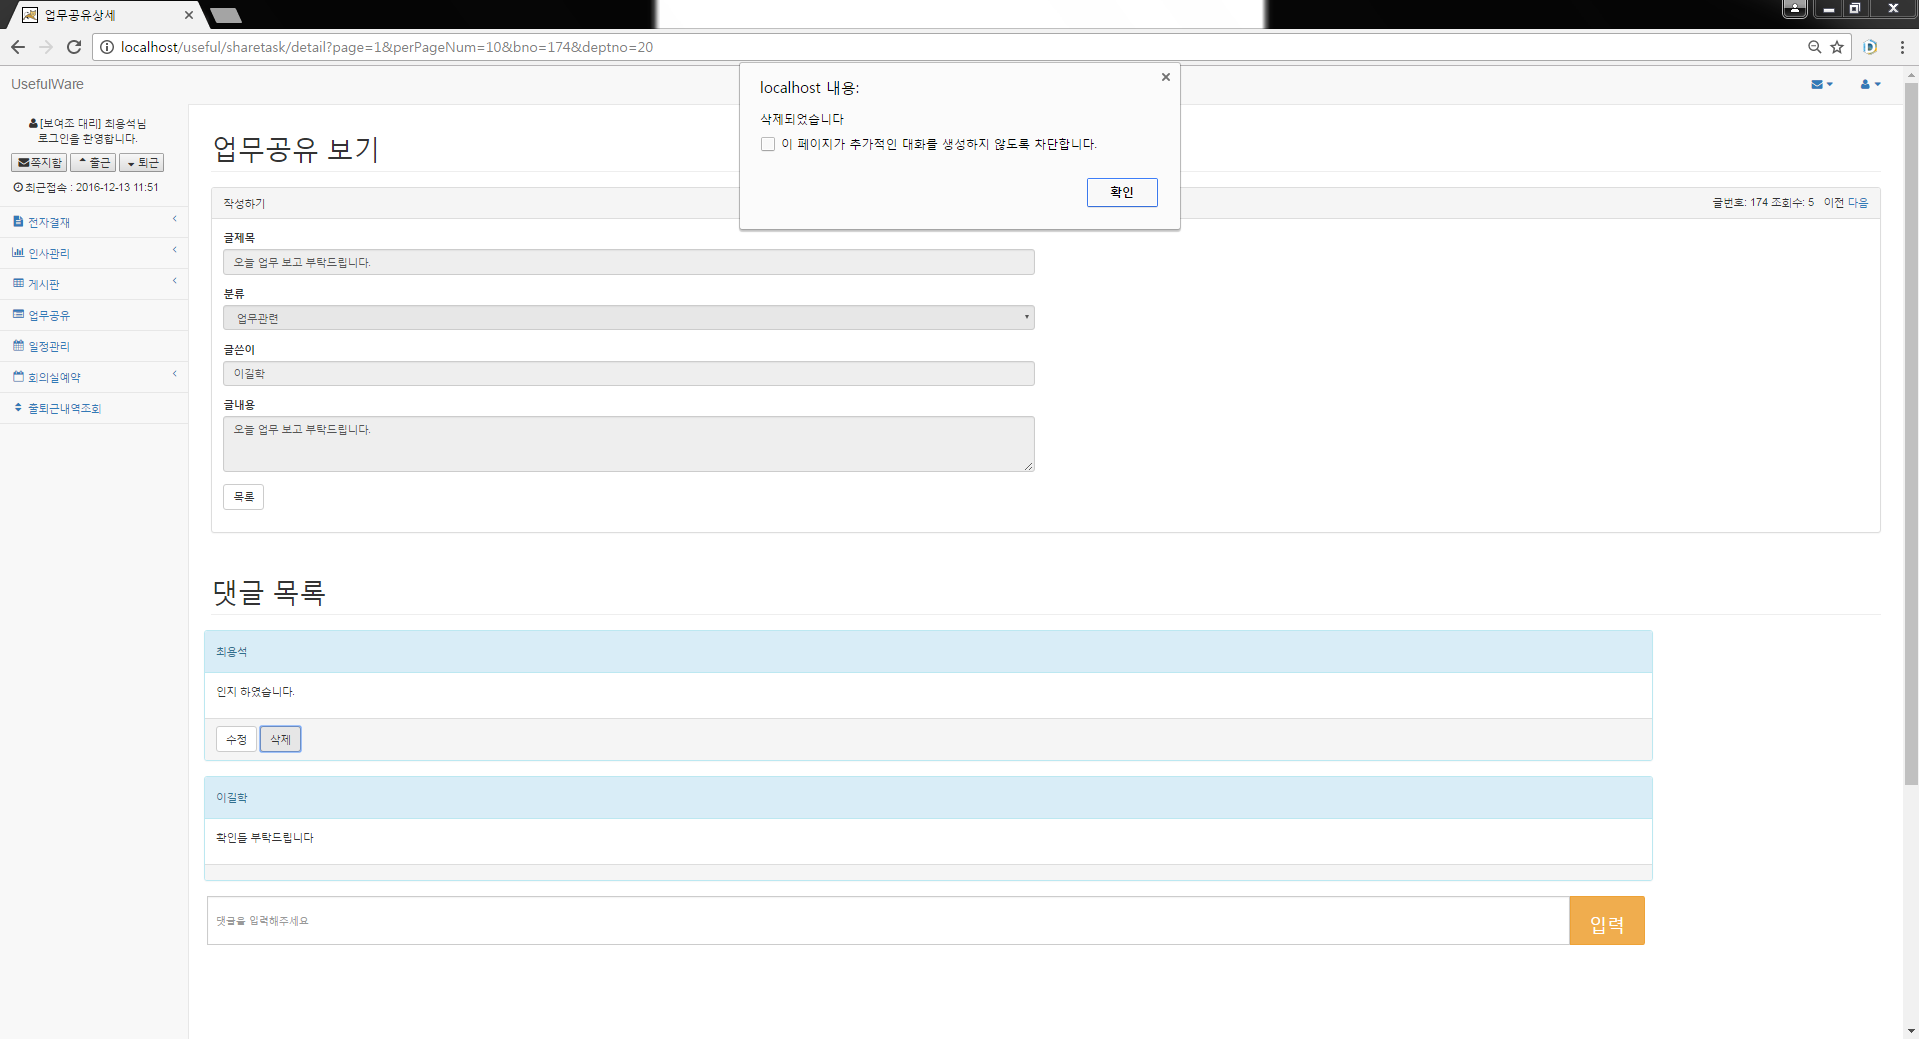 업무공유상세
localhost/useful/sharetask/detail?page=1&perPageNum=10&bno=174&deptno=20
UsefulWare
localhost 내용:
삭제되었습니다
이 페이지가 추가적인 대화를 생성하지 않도록 차단합니다.
확인
[보여조 대리] 최용석님
로그인을 환영합니다.
쪽지함 출근 퇴근
최근접속 : 2016-12-13 11:51
전자결재
인사관리
게시판
업무공유
일정관리
회의실예약
출퇴근내역조회
업무공유 보기
작성하기
글번호: 174 조회수: 5 이전 다음
글제목
오늘 업무 보고 부탁드립니다.
분류
업무관련
글쓴이
이길학
글내용
오늘 업무 보고 부탁드립니다.
목록
댓글 목록
최용석
인지 하였습니다.
수정 삭제
이길학
확인들 부탁드립니다
댓글을 입력해주세요
입력